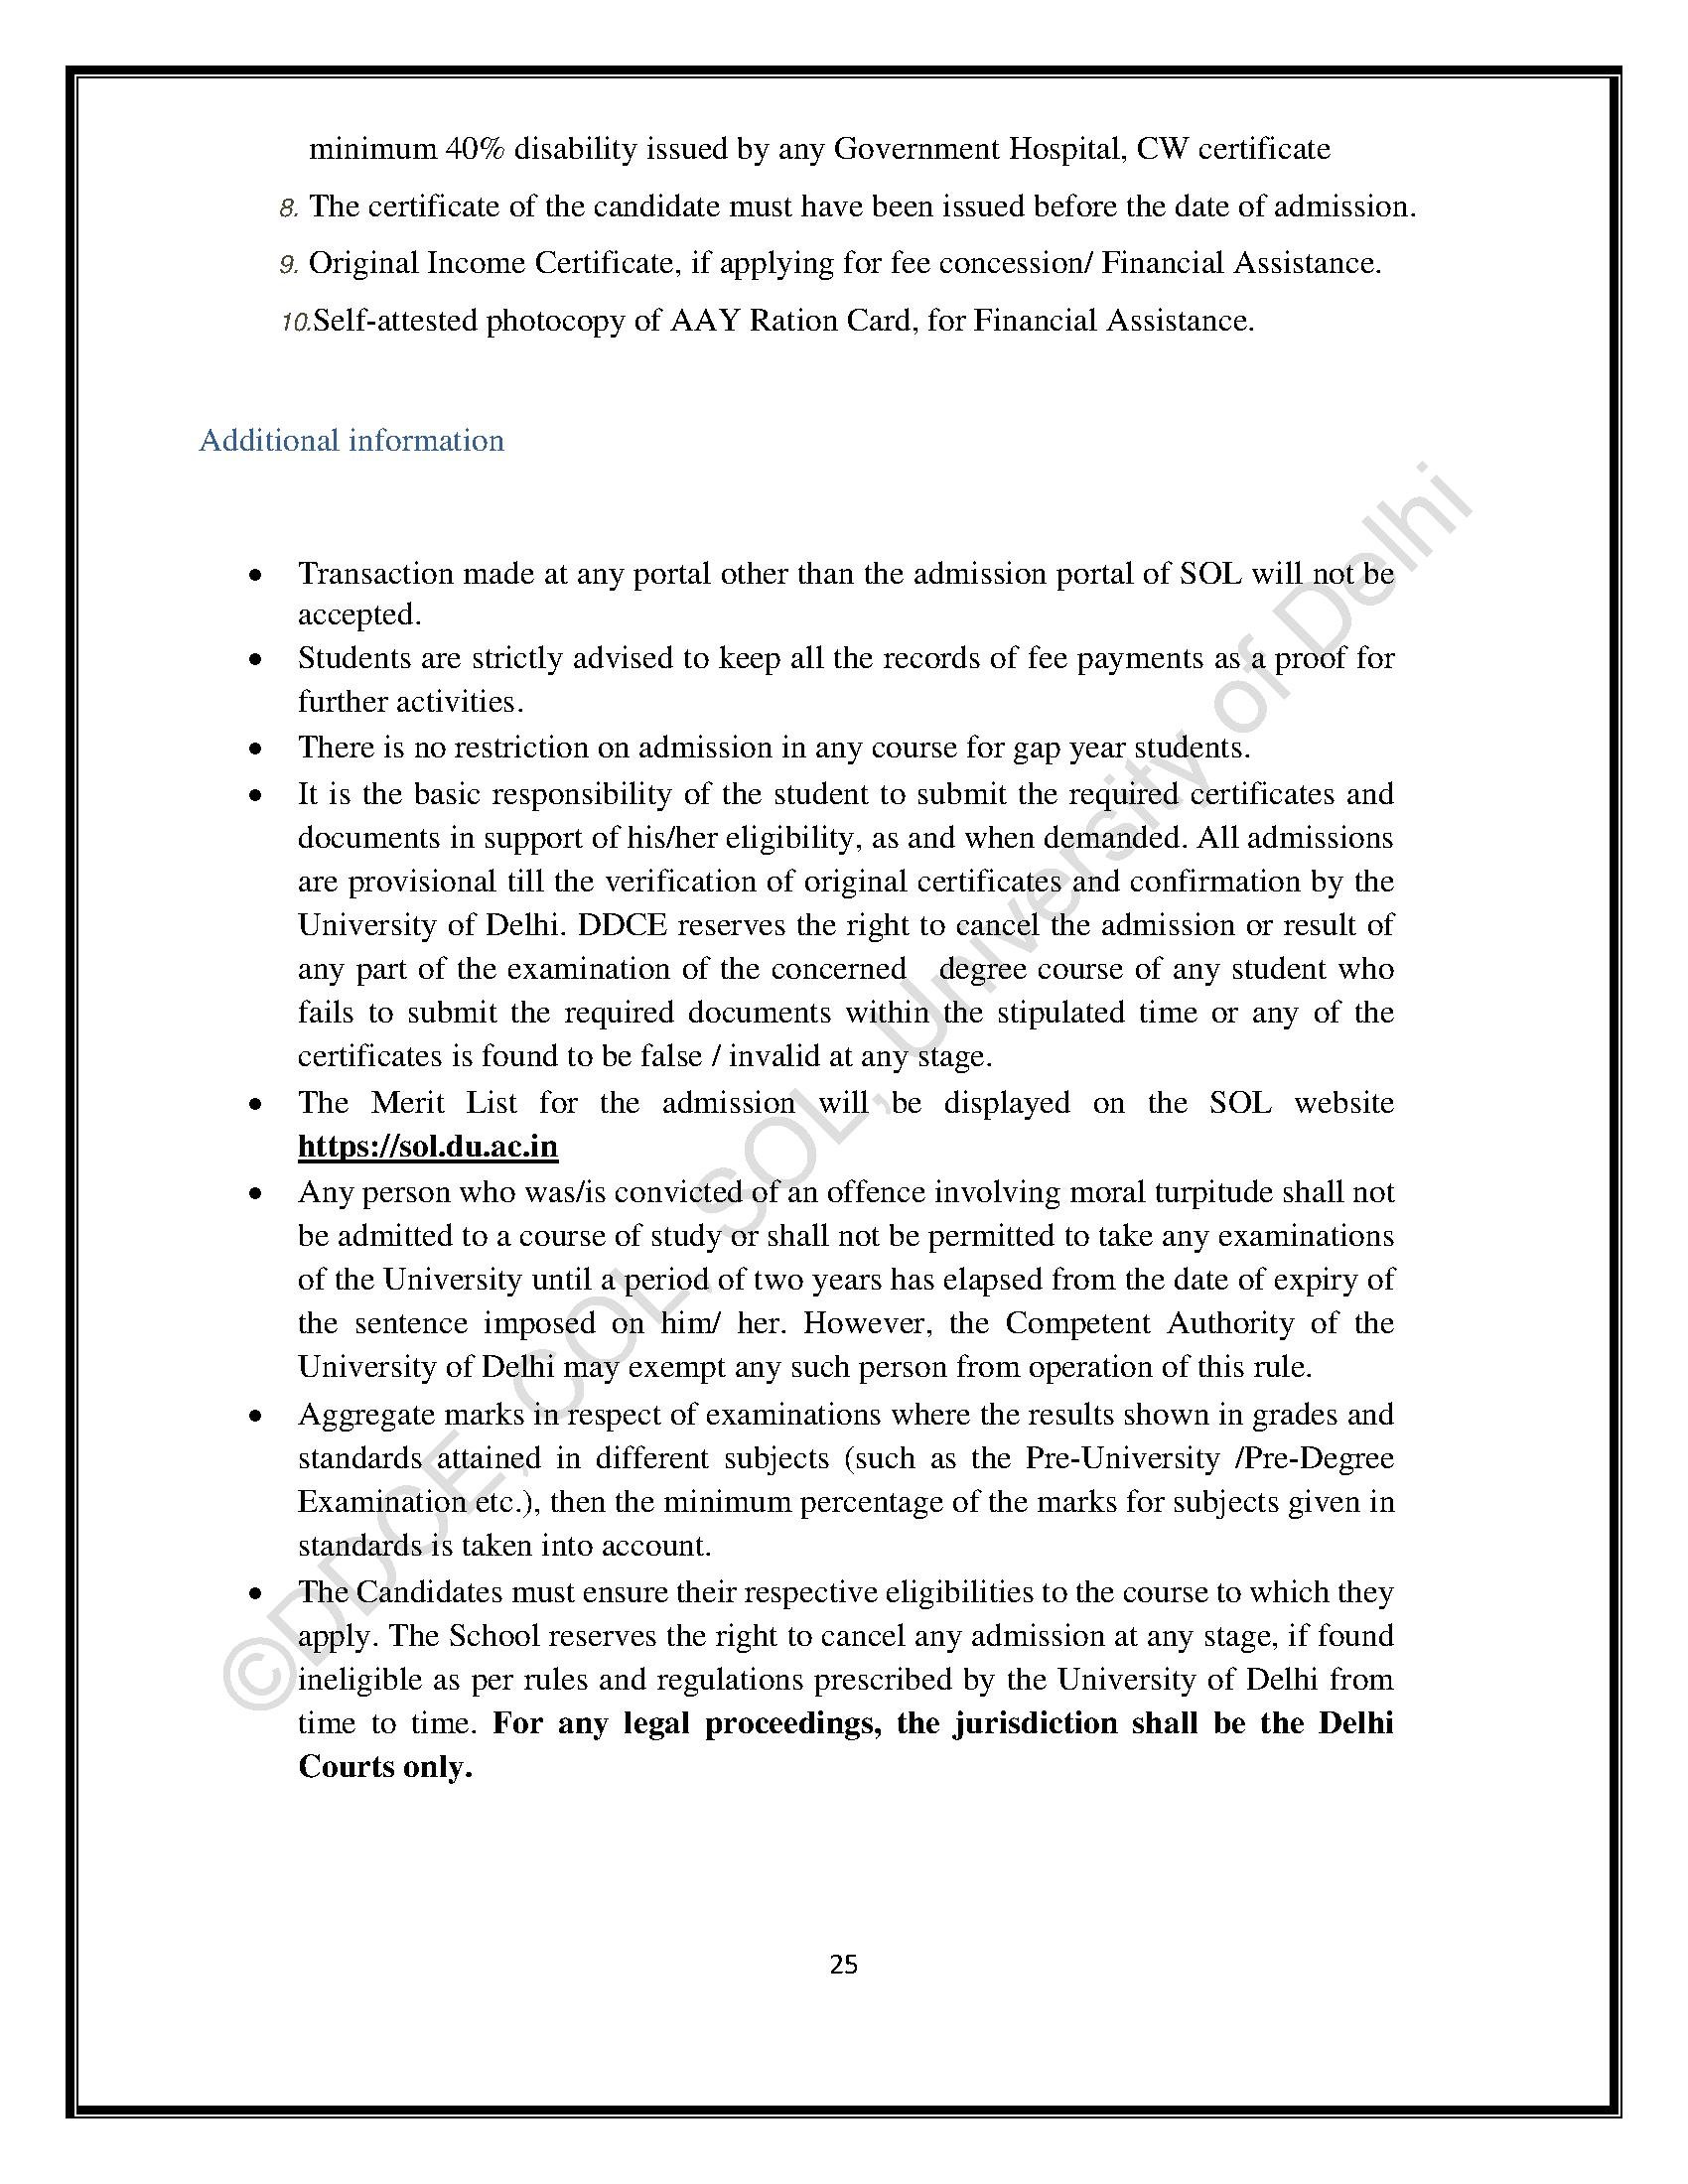 minimum 40% disability issued by any Government Hospital, CW certificate
8. The certificate of the candidate must have been issued before the date of admission.
9. Original Income Certificate, if applying for fee concession/ Financial Assistance.
10.Self-attested photocopy of AAY Ration Card, for Financial Assistance.
Additional information
• Transaction made at any portal other than the admission portal of SOL will not be
accepted.
• Students are strictly advised to keep all the records of fee payments as a proof for
further activities.
• There is no restriction on admission in any course for gap year students.
• It is the basic responsibility of the student to submit the required certificates and
documents in support of his/her eligibility, as and when demanded. All admissions
are provisional till the verification of original certificates and confirmation by the
University of Delhi. DDCE reserves the right to cancel the admission or result of
any part of the examination of the concerned degree course of any student who
fails to submit the required documents within the stipulated time or any of the
certificates is found to be false / invalid at any stage.
• The Merit List for the admission will be displayed on the SOL website
https://sol.du.ac.in
• Any person who was/is convicted of an offence involving moral turpitude shall not
be admitted to a course of study or shall not be permitted to take any examinations
of the University until a period of two years has elapsed from the date of expiry of
the sentence imposed on him/ her. However, the Competent Authority of the
University of Delhi may exempt any such person from operation of this rule.
• Aggregate marks in respect of examinations where the results shown in grades and
standards attained in different subjects (such as the Pre-University /Pre-Degree
Examination etc.), then the minimum percentage of the marks for subjects given in
standards is taken into account.
• The Candidates must ensure their respective eligibilities to the course to which they
apply. The School reserves the right to cancel any admission at any stage, if found
ineligible as per rules and regulations prescribed by the University of Delhi from
time to time. For any legal proceedings, the jurisdiction shall be the Delhi
Courts only.
©DDCE, COL, SOL, University of Delhi
25